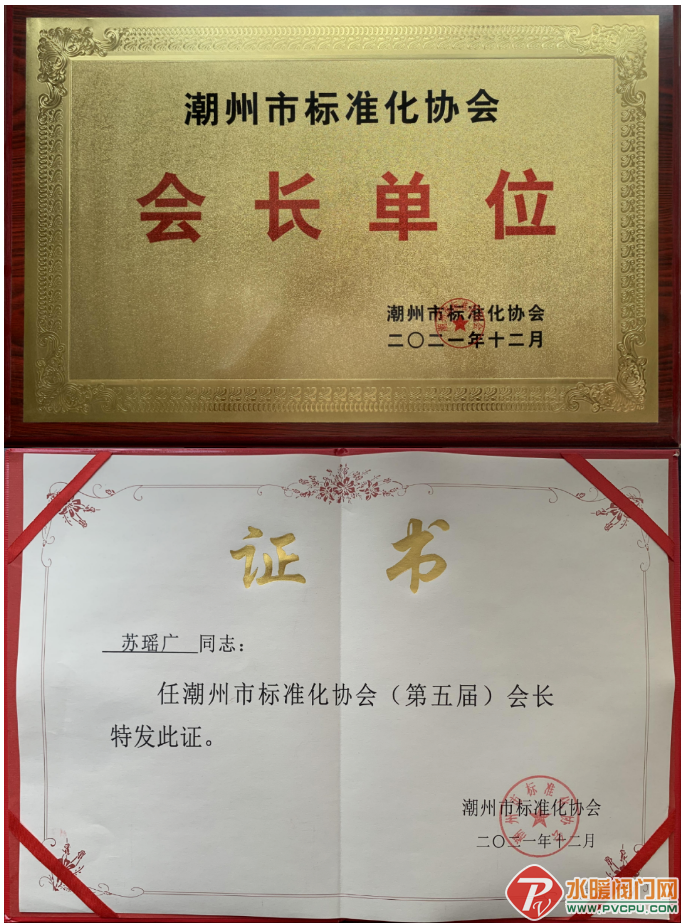 潮州市标准化协会
会长单位
潮州市标准化协会
二〇二一年十二月
证书
苏瑶广 同志：
任潮州市标准化协会（第五届）会长
特发此证。
潮州市标准化协会
二〇二一年十二月
水暖阀门网
WWW.PVCPU.COM